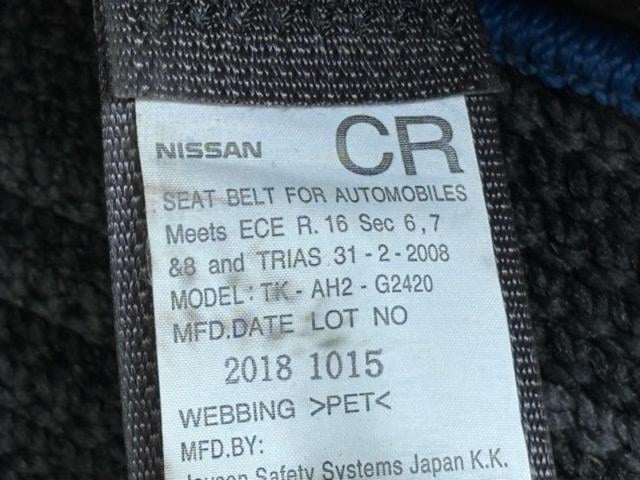 NISSAN CR
SEAT BELT FOR AUTOMOBILES
Meets ECE R. 16 Sec 6,7
&8 and TRIAS 31-2-2008
MODEL: TK-AH2-G2420
MFD.DATE LOT NO
2018 1015
WEBBING >PET<
MFD.BY:
Safety Systems Japan K.K.